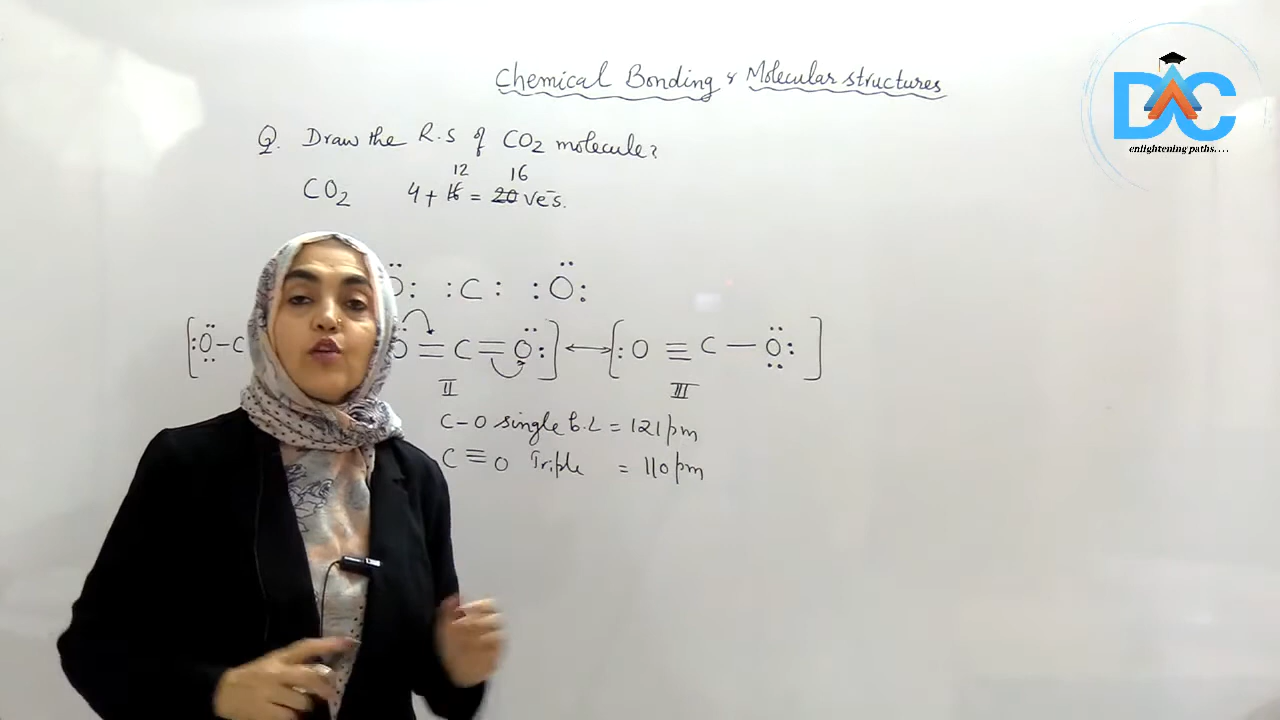 Chemical Bonding & Molecular structures
DAC
enlightening paths....
Q. Draw the R.S of CO2 molecule?
12 16
CO2 4 + 16 = 20 ve⁻s.
Ö: :C: :Ö:
[:Ö-C O = C = Ö:] ↔ [:O ≡ C — Ö:]
II III
C-O single b.L = 121 pm
C ≡ O Triple = 110 pm